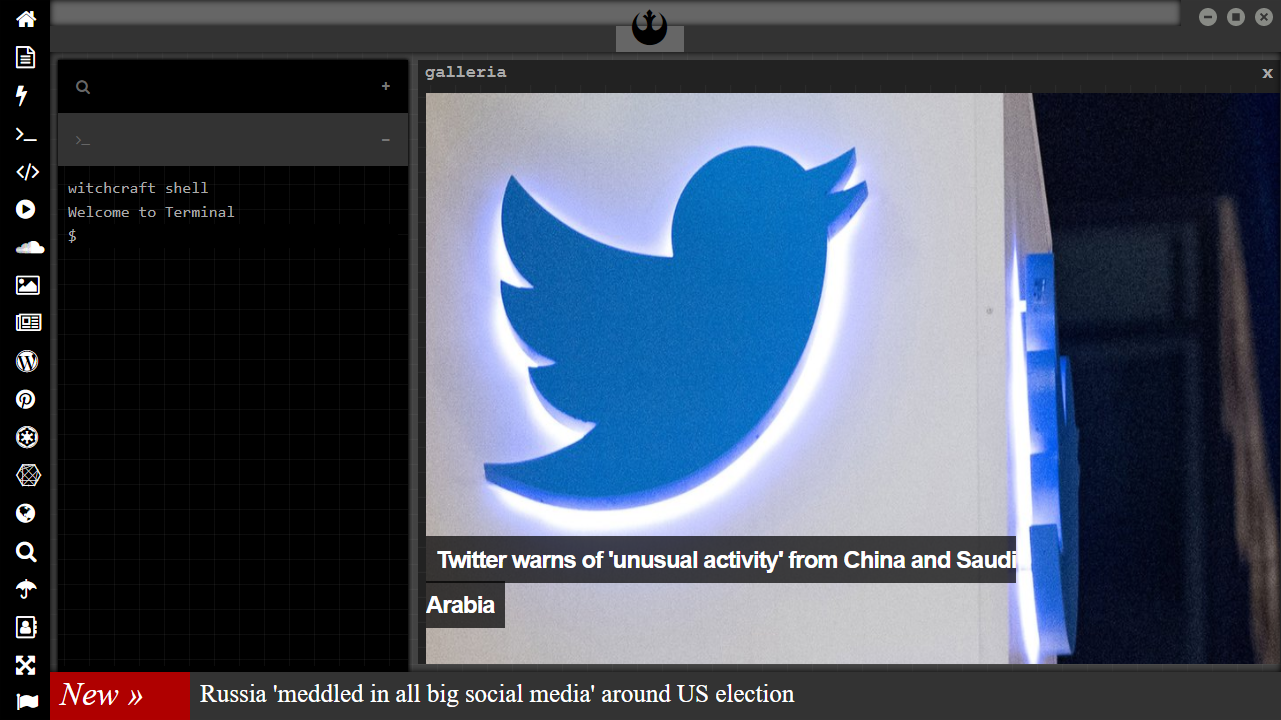 galleria
x
witchcraft shell
Welcome to Terminal
$
Twitter warns of 'unusual activity' from China and Saudi
Arabia
New » Russia 'meddled in all big social media' around US election